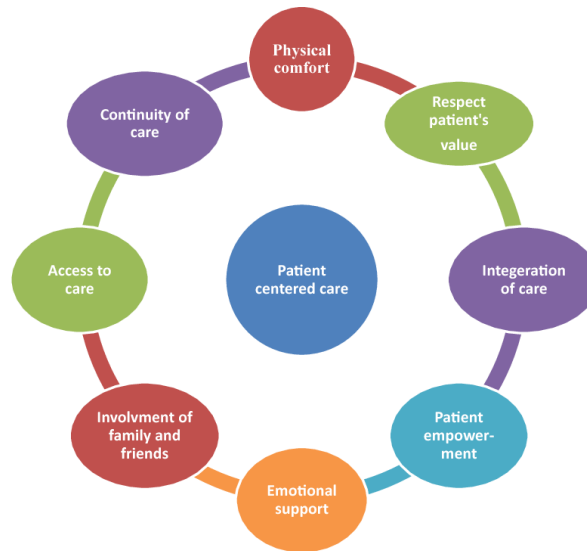 Physical
comfort
Respect
patient's
value
Integeration
of care
Patient
empower-
ment
Emotional
support
Involvment of
family and
friends
Access to
care
Continuity of
care
Patient
centered care